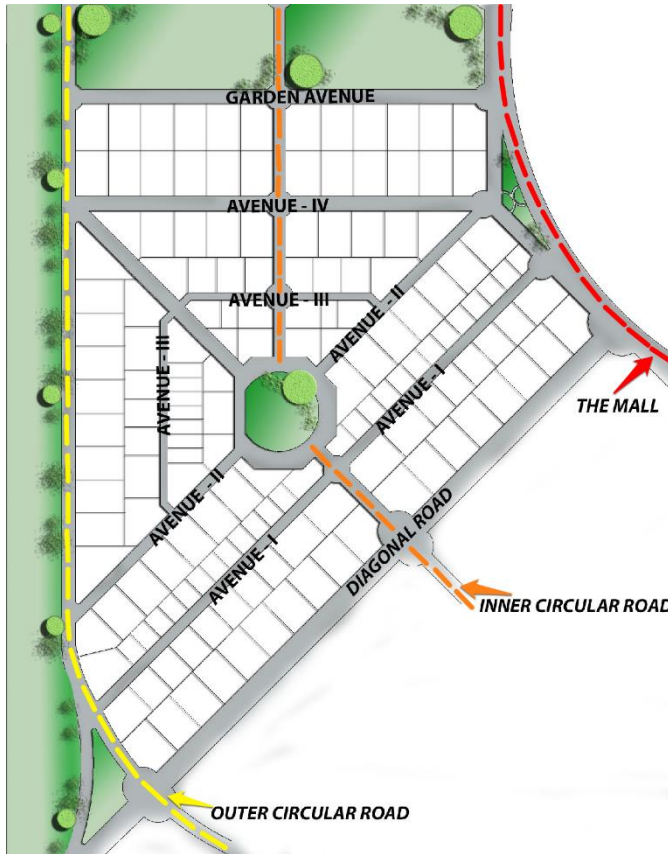 GARDEN AVENUE
AVENUE - IV
AVENUE - III
AVENUE - II
AVENUE - III
AVENUE - I
THE MALL
AVENUE - II
AVENUE - I
DIAGONAL ROAD
INNER CIRCULAR ROAD
OUTER CIRCULAR ROAD